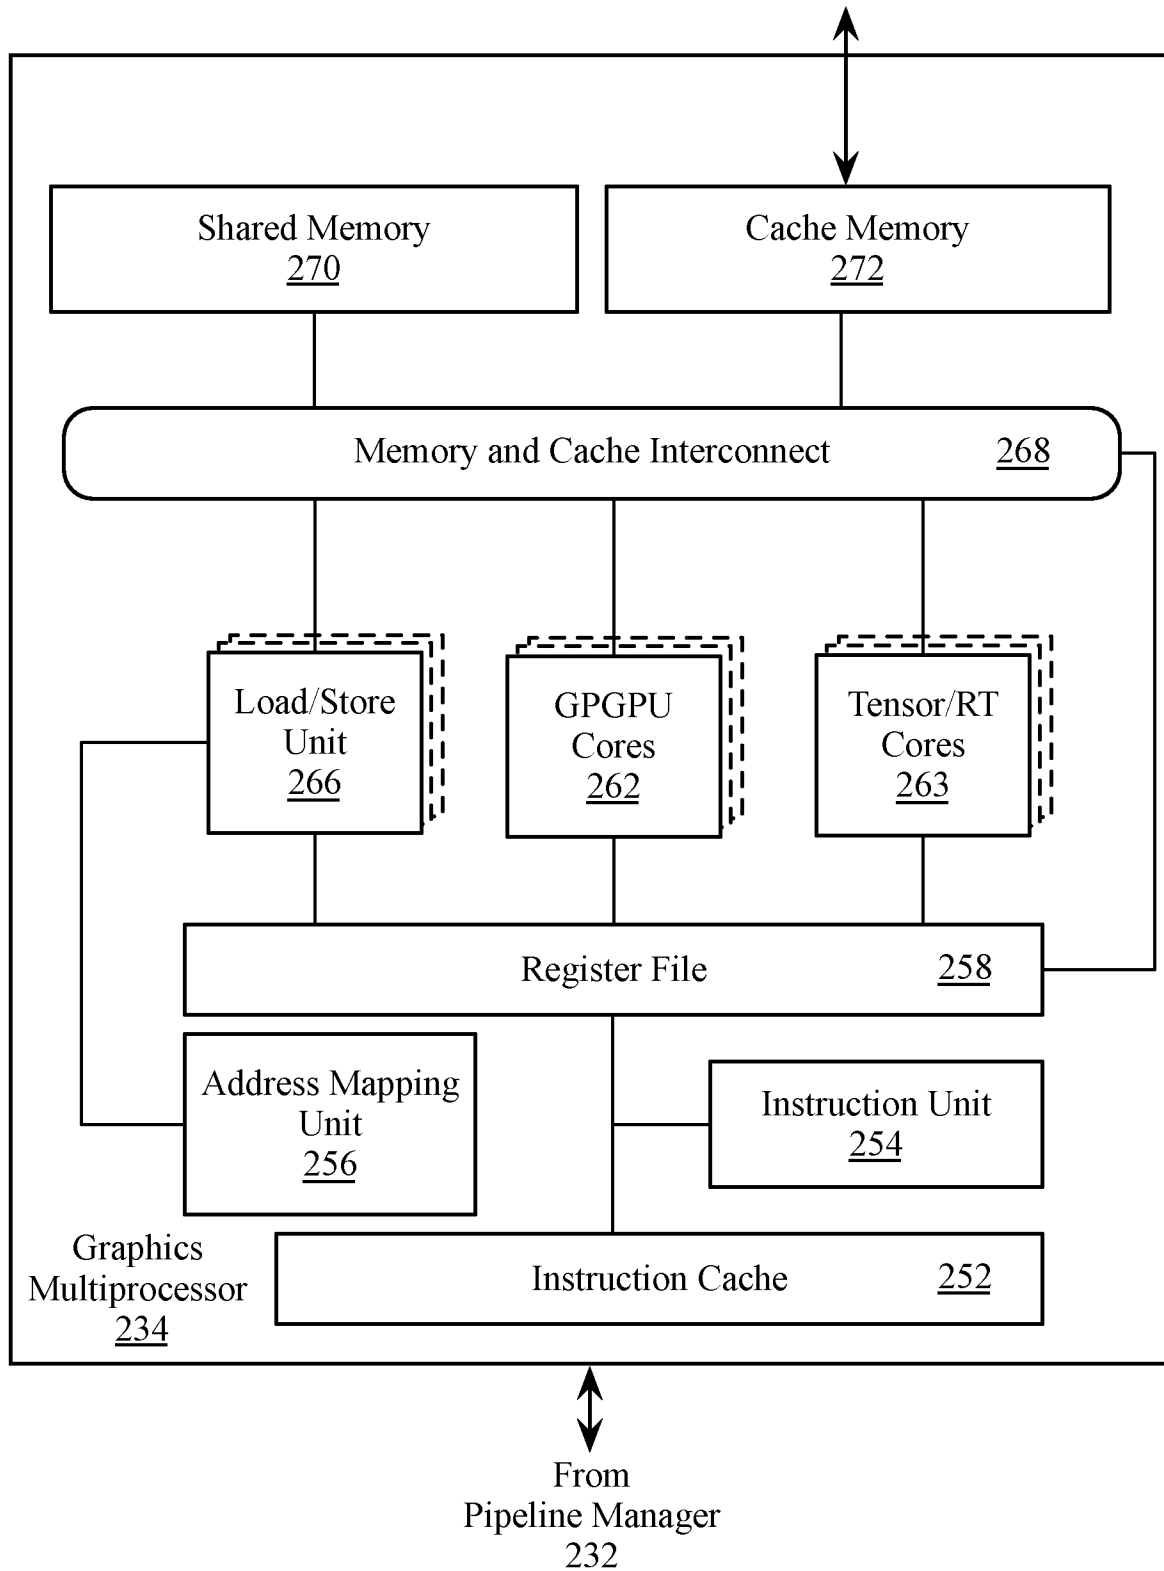 Shared Memory
270
Cache Memory
272
Memory and Cache Interconnect 268
Load/Store
Unit
266
GPGPU
Cores
262
Tensor/RT
Cores
263
Register File 258
Address Mapping
Unit
256
Instruction Unit
254
Graphics
Multiprocessor
234
Instruction Cache 252
From
Pipeline Manager
232